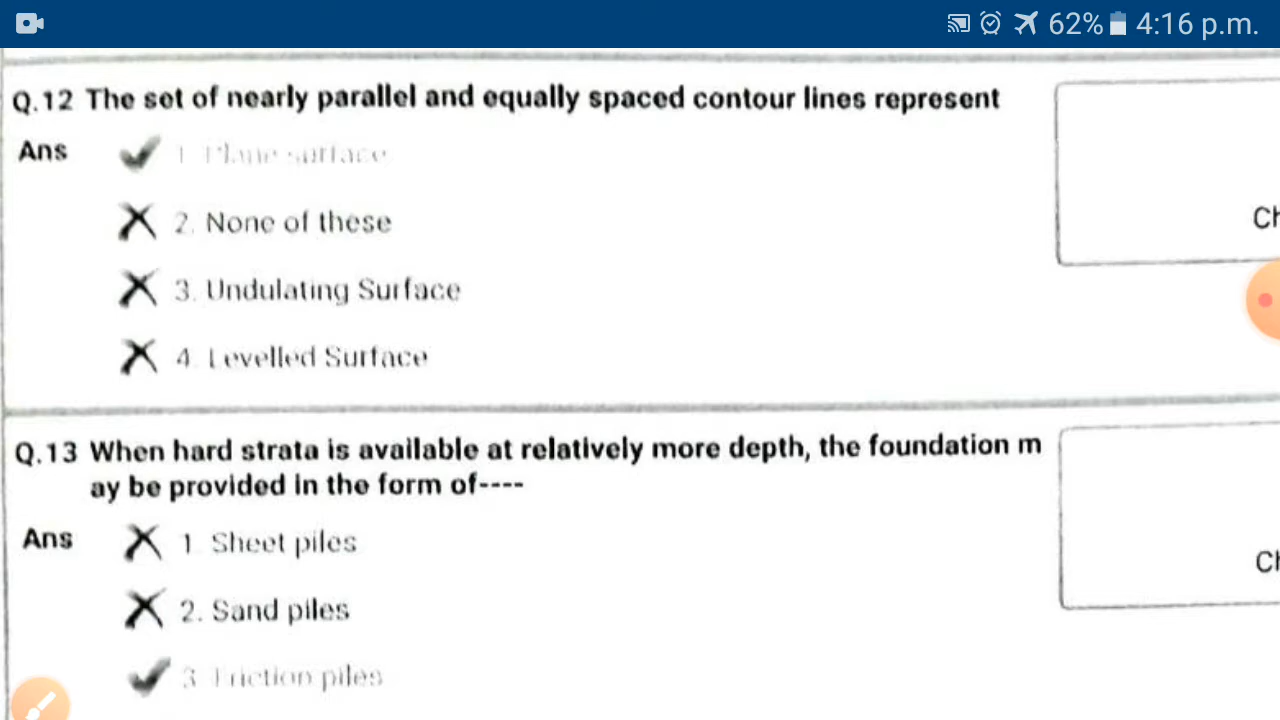 62% 4:16 p.m.
Q.12 The set of nearly parallel and equally spaced contour lines represent
Ans 1. Plane surface
2. None of these
3. Undulating Surface
Ch
4. Levelled Surface
Q.13 When hard strata is available at relatively more depth, the foundation m
ay be provided in the form of----
Ans 1. Sheet piles
Ch
2. Sand piles
3. Friction piles